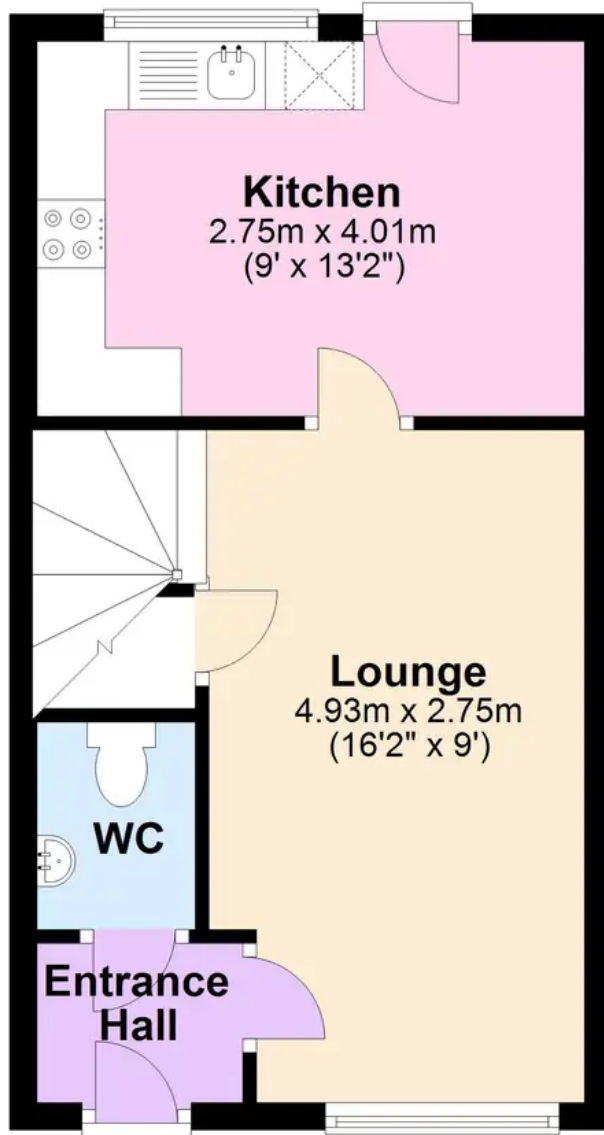 Kitchen
2.75m x 4.01m
(9' x 13'2")
Lounge
4.93m x 2.75m
(16'2" x 9')
WC
Entrance
Hall